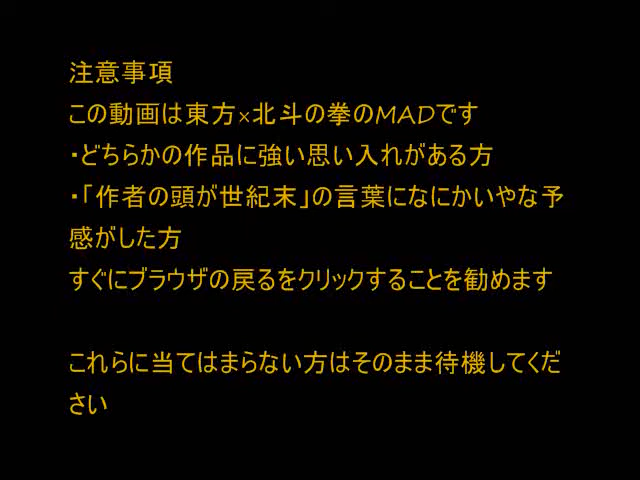 注意事項
この動画は東方×北斗の拳のMADです
・どちらかの作品に強い思い入れがある方
・「作者の頭が世紀末」の言葉になにかいやな予
感がした方
すぐにブラウザの戻るをクリックすることを勧めます
これらに当てはまらない方はそのまま待機してくだ
さい